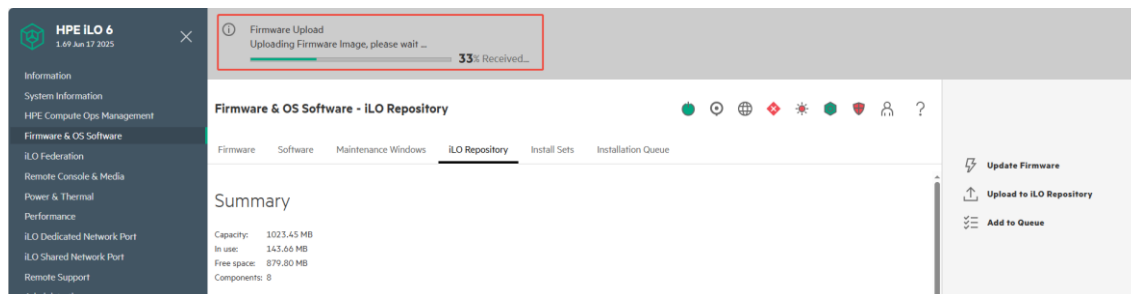 HPE iLO 6
1.69 Jun 17 2025
Information
System Information
HPE Compute Ops Management
Firmware & OS Software
iLO Federation
Remote Console & Media
Power & Thermal
Performance
iLO Dedicated Network Port
iLO Shared Network Port
Remote Support
Firmware Upload
Uploading Firmware Image, please wait ...
33% Received...
Firmware & OS Software - iLO Repository
Firmware Software Maintenance Windows iLO Repository Install Sets Installation Queue
Summary
Capacity: 1023.45 MB
In use: 143.66 MB
Free space: 879.80 MB
Components: 8
Update Firmware
Upload to iLO Repository
Add to Queue